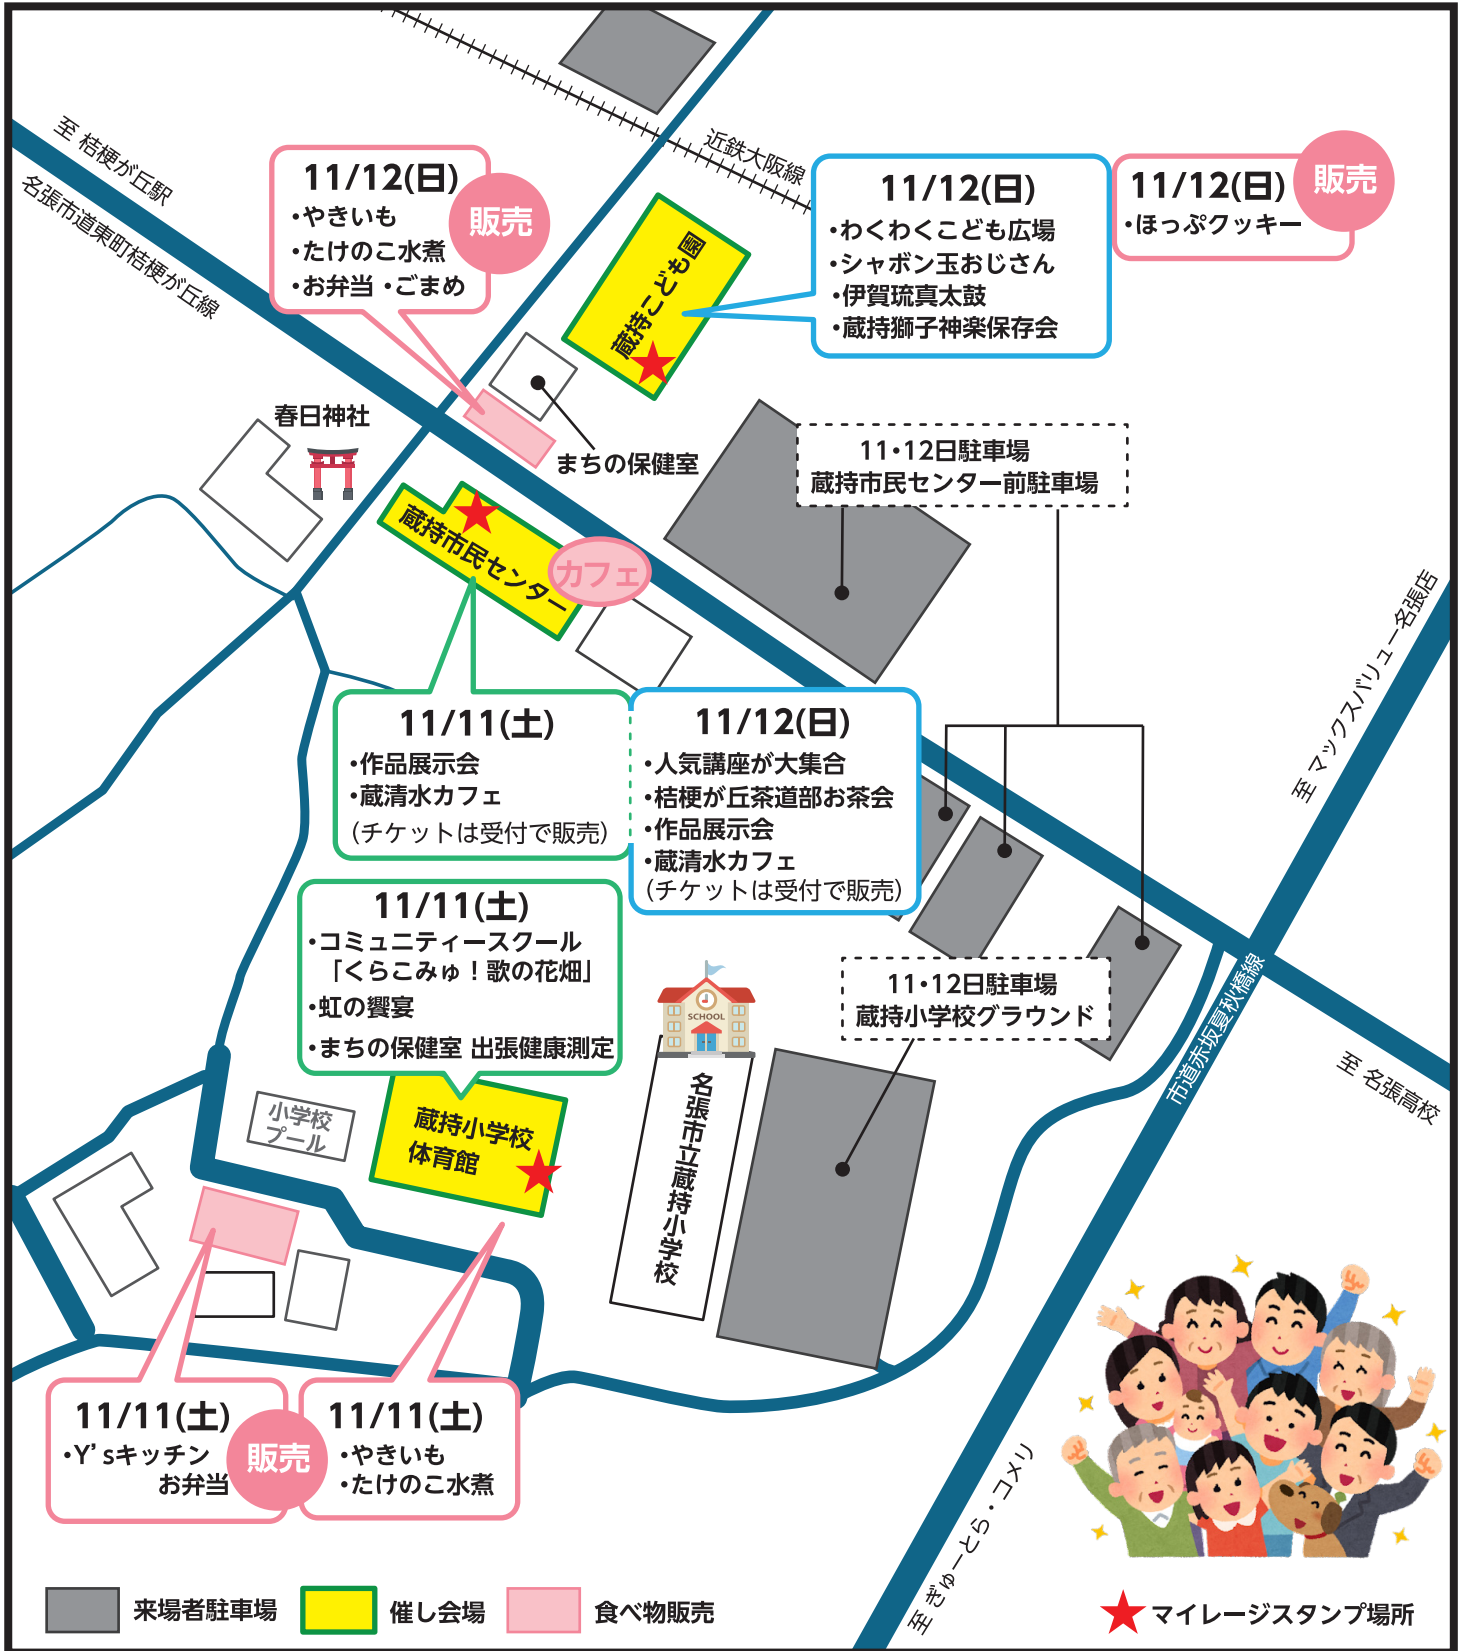 近鉄大阪線
至 桔梗が丘駅
名張市道東町桔梗が丘線
11/12(日)
・やきいも
・たけのこ水煮
・お弁当 ・ごまめ
販売
蔵持こども園
11/12(日)
・わくわくこども広場
・シャボン玉おじさん
・伊賀琉真太鼓
・蔵持獅子神楽保存会
11/12(日)
・ほっぷクッキー
販売
春日神社
まちの保健室
11・12日駐車場
蔵持市民センター前駐車場
蔵持市民センター
カフェ
至 マックスバリュー名張店
11/11(土)
・作品展示会
・蔵清水カフェ
(チケットは受付で販売)
11/12(日)
・人気講座が大集合
・桔梗が丘茶道部お茶会
・作品展示会
・蔵清水カフェ
(チケットは受付で販売)
11/11(土)
・コミュニティースクール
「くらこみゅ！歌の花畑」
・虹の饗宴
・まちの保健室 出張健康測定
SCHOOL
11・12日駐車場
蔵持小学校グラウンド
市道赤坂夏秋橋線
至 名張高校
小学校
プール
蔵持小学校
体育館
名張市立蔵持小学校
11/11(土)
・Y'sキッチン
お弁当
販売
11/11(土)
・やきいも
・たけのこ水煮
至 ぎゅーとら・コメリ
来場者駐車場
催し会場
食べ物販売
マイレージスタンプ場所